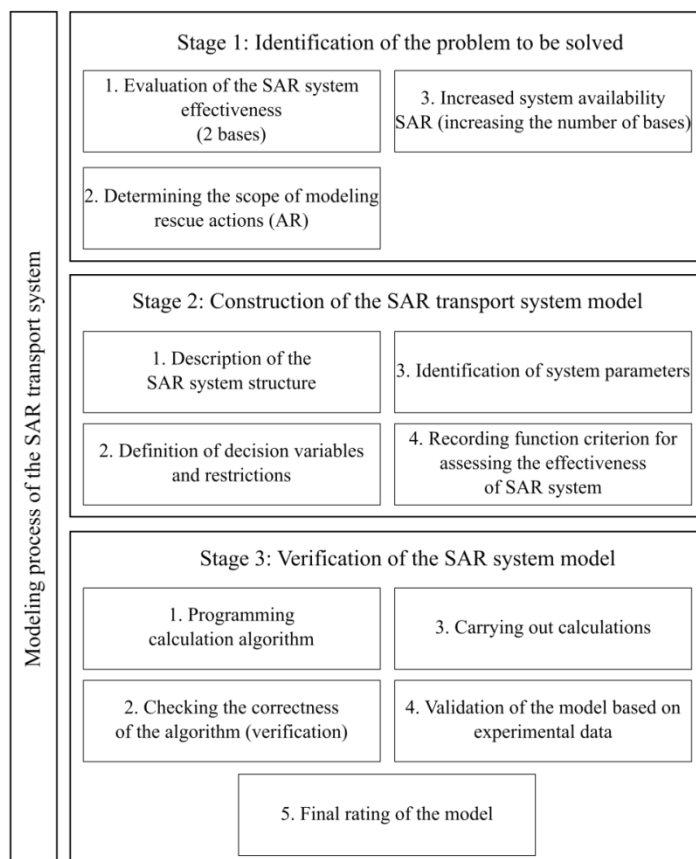 Modeling process of the SAR transport system
Stage 1: Identification of the problem to be solved
1. Evaluation of the SAR system
effectiveness
(2 bases)
2. Determining the scope of modeling
rescue actions (AR)
3. Increased system availability
SAR (increasing the number of bases)
Stage 2: Construction of the SAR transport system model
1. Description of the
SAR system structure
2. Definition of decision variables
and restrictions
3. Identification of system parameters
4. Recording function criterion for
assessing the effectiveness
of SAR system
Stage 3: Verification of the SAR system model
1. Programming
calculation algorithm
2. Checking the correctness
of the algorithm (verification)
3. Carrying out calculations
4. Validation of the model based on
experimental data
5. Final rating of the model